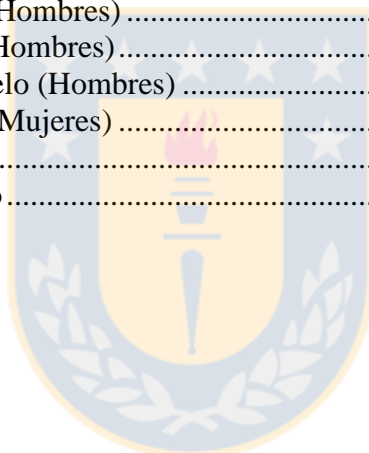 (Hombres)....................................
Hombres)....................................
elo (Hombres)..............................
Mujeres)....................................
....................................................
)....................................................